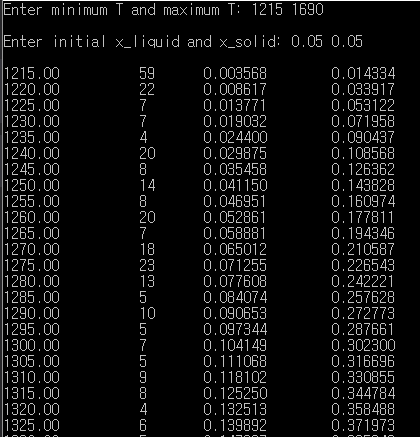 Enter minimum T and maximum T: 1215 1690
Enter initial x_liquid and x_solid: 0.05 0.05
1215.00 59 0.003568 0.014334
1220.00 22 0.008617 0.033917
1225.00 7 0.013771 0.053122
1230.00 7 0.019032 0.071958
1235.00 4 0.024400 0.090437
1240.00 20 0.029875 0.108568
1245.00 8 0.035458 0.126362
1250.00 14 0.041150 0.143828
1255.00 8 0.046951 0.160974
1260.00 20 0.052861 0.177811
1265.00 7 0.058881 0.194346
1270.00 18 0.065012 0.210587
1275.00 23 0.071255 0.226543
1280.00 13 0.077608 0.242221
1285.00 5 0.084074 0.257628
1290.00 10 0.090653 0.272773
1295.00 5 0.097344 0.287661
1300.00 7 0.104149 0.302300
1305.00 5 0.111068 0.316696
1310.00 9 0.118102 0.330855
1315.00 8 0.125250 0.344784
1320.00 4 0.132513 0.358488
1325.00 6 0.139892 0.371973